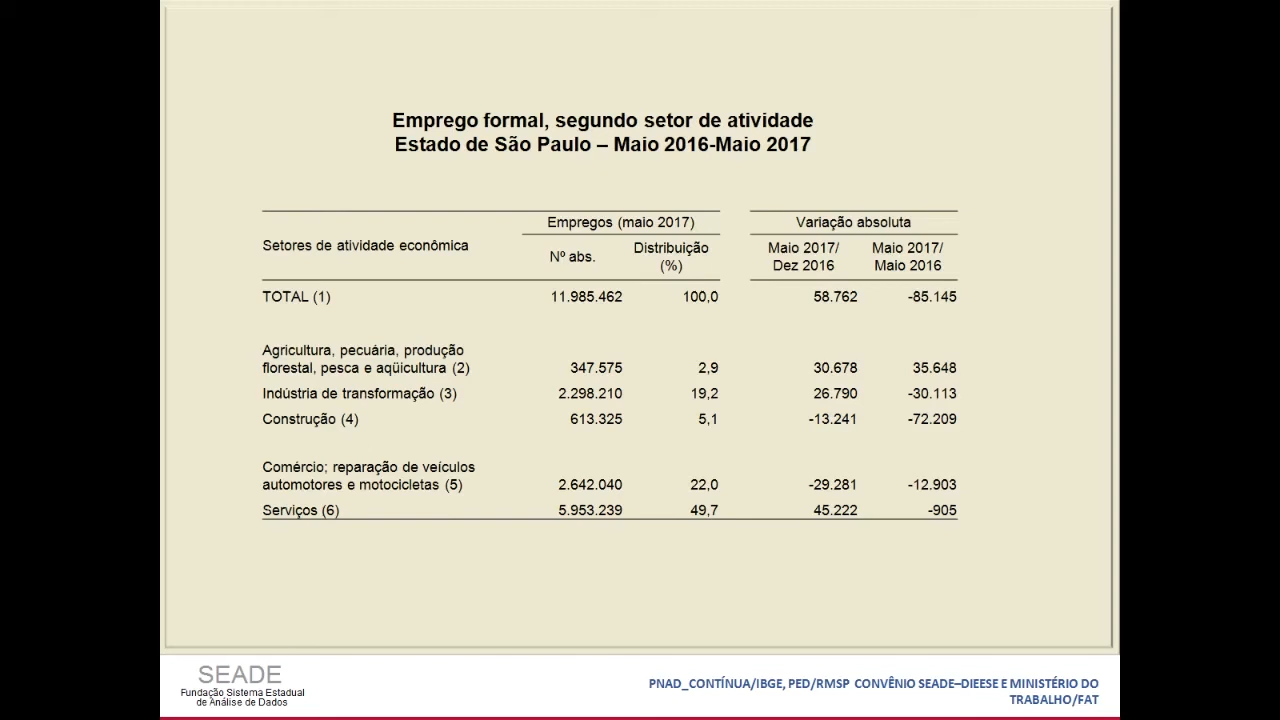 Emprego formal, segundo setor de atividade
Estado de São Paulo – Maio 2016-Maio 2017
Setores de atividade econômica
Empregos (maio 2017)
Variação absoluta
Nº abs.
Distribuição
(%)
Maio 2017/
Dez 2016
Maio 2017/
Maio 2016
TOTAL (1) 11.985.462 100,0 58.762 -85.145
Agricultura, pecuária, produção
florestal, pesca e aqüicultura (2) 347.575 2,9 30.678 35.648
Indústria de transformação (3) 2.298.210 19,2 26.790 -30.113
Construção (4) 613.325 5,1 -13.241 -72.209
Comércio; reparação de veículos
automotores e motocicletas (5) 2.642.040 22,0 -29.281 -12.903
Serviços (6) 5.953.239 49,7 45.222 -905
SEADE
Fundação Sistema Estadual
de Análise de Dados
PNAD_CONTÍNUA/IBGE, PED/RMSP CONVÊNIO SEADE–DIEESE E MINISTÉRIO DO
TRABALHO/FAT